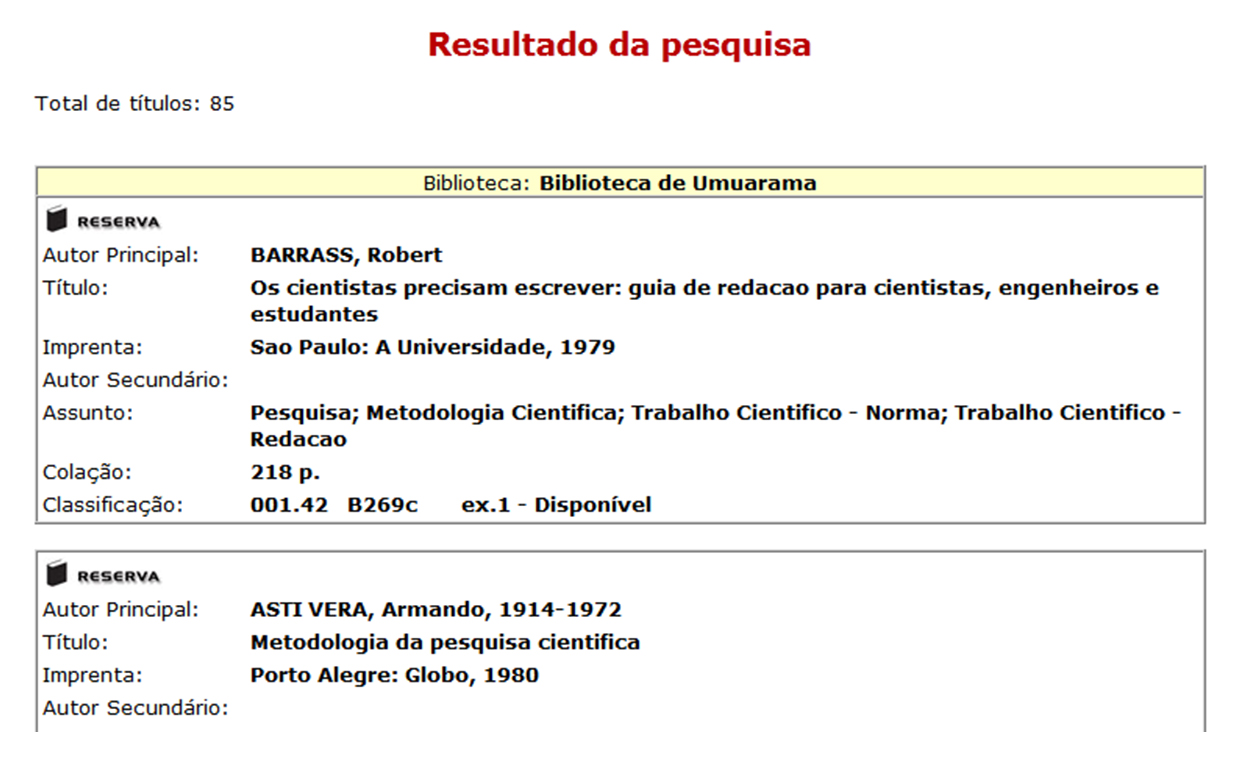 Resultado da pesquisa
Total de títulos: 85
Biblioteca: Biblioteca de Umuarama
RESERVA
Autor Principal: BARRASS, Robert
Título: Os cientistas precisam escrever: guia de redacao para cientistas, engenheiros e
estudantes
Imprenta: Sao Paulo: A Universidade, 1979
Autor Secundário:
Assunto: Pesquisa; Metodologia Cientifica; Trabalho Cientifico - Norma; Trabalho Cientifico -
Redacao
Colação: 218 p.
Classificação: 001.42 B269c ex.1 - Disponível
RESERVA
Autor Principal: ASTI VERA, Armando, 1914-1972
Título: Metodologia da pesquisa cientifica
Imprenta: Porto Alegre: Globo, 1980
Autor Secundário: